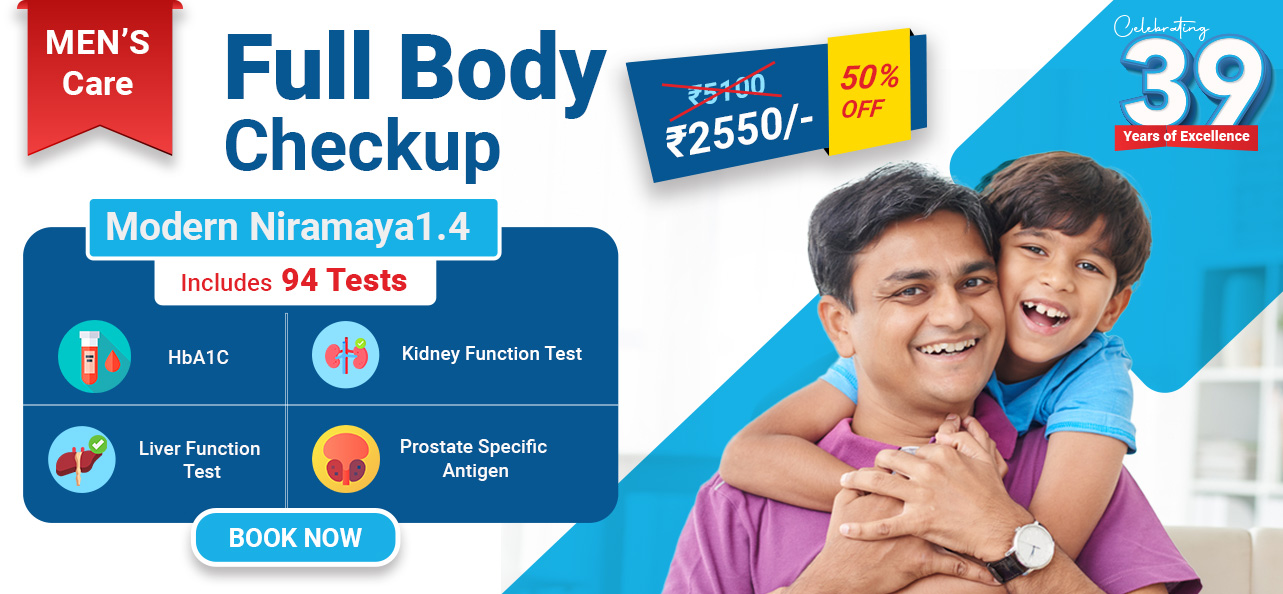 MEN'S
Care
Full Body
Checkup
₹5100
₹2550/-
50%
OFF
Celebrating
39
Years of Excellence
Modern Niramaya1.4
Includes 94 Tests
HbA1C
Kidney Function Test
Liver Function
Test
Prostate Specific
Antigen
BOOK NOW